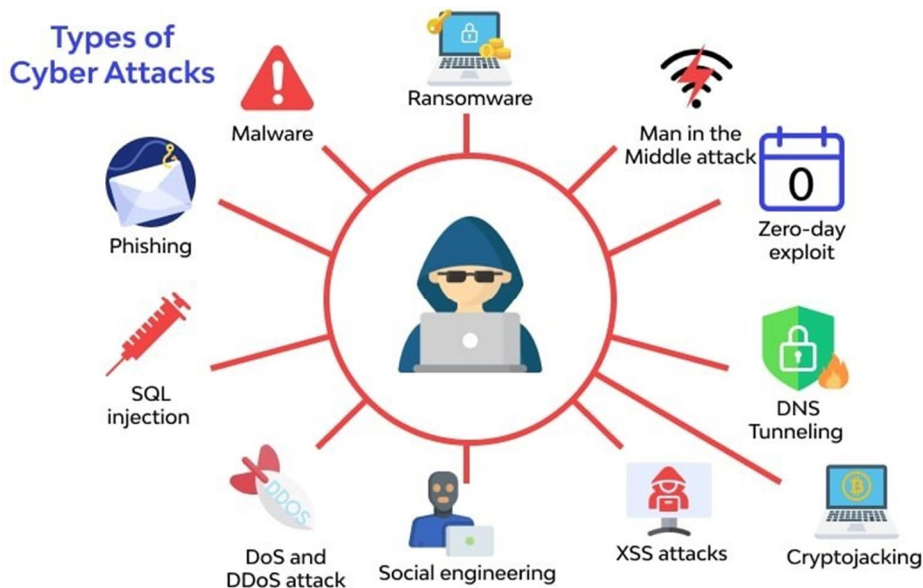 Types of
Cyber Attacks
Ransomware
Malware
Man in the
Middle attack
0
Phishing
Zero-day
exploit
SQL
injection
DNS
Tunneling
DDOS
DoS and
DDoS attack
Social engineering
XSS attacks
Cryptojacking